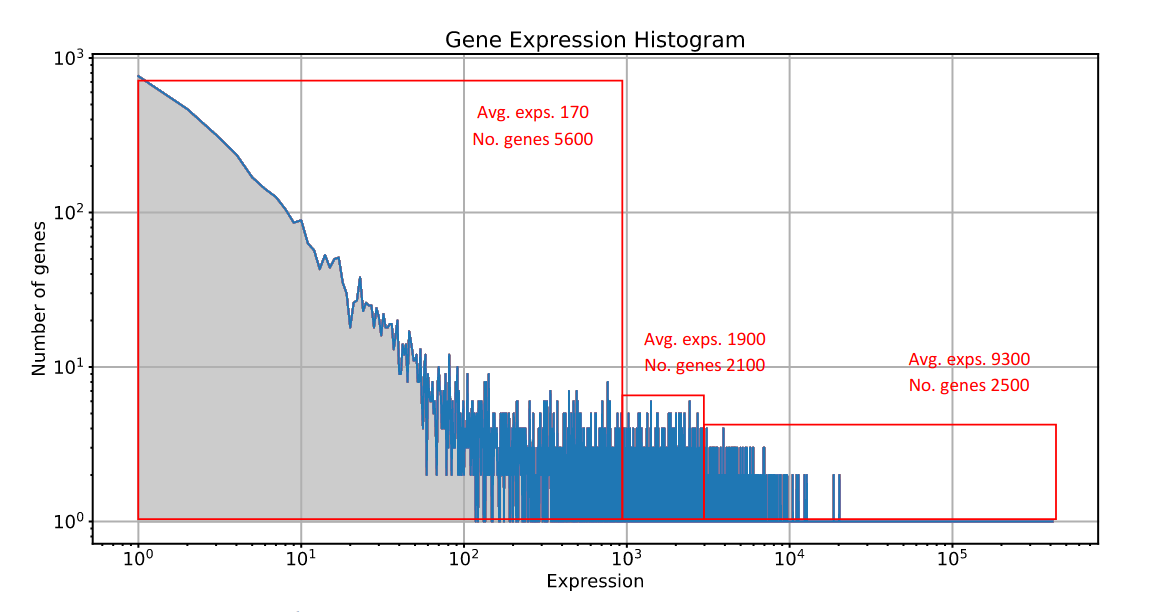 Gene Expression Histogram
10³
Avg. exps. 170
No. genes 5600
10²
Number of genes
Avg. exps. 1900
No. genes 2100
Avg. exps. 9300
No. genes 2500
10¹
10⁰
10⁰ 10¹ 10² 10³ 10⁴ 10⁵
Expression